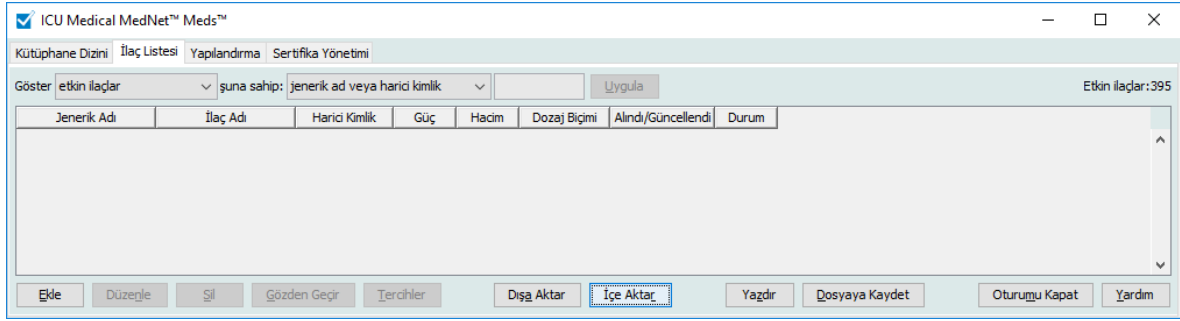 ICU Medical MedNet™ Meds™
Kütüphane Dizini İlaç Listesi Yapılandırma Sertifika Yönetimi
Göster etkin ilaçlar şuna sahip: jenerik ad veya harici kimlik Uygula Etkin ilaçlar:395
Jenerik Adı İlaç Adı Harici Kimlik Güç Hacim Dozaj Biçimi Alındı/Güncellendi Durum
Ekle Düzenle Sil Gözden Geçir Tercihler Dışa Aktar İçe Aktar Yazdır Dosyaya Kaydet Oturumu Kapat Yardım